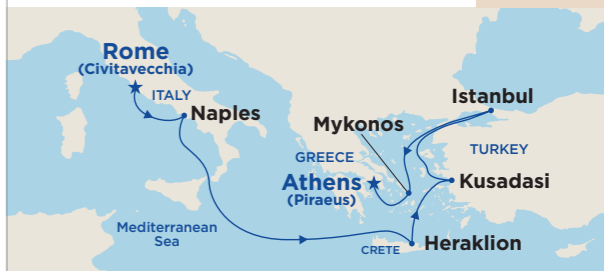 Rome
(Civitavecchia)
ITALY
Naples
Istanbul
Mykonos
GREECE
TURKEY
Athens
(Piraeus)
Kusadasi
Mediterranean
Sea
CRETE
Heraklion